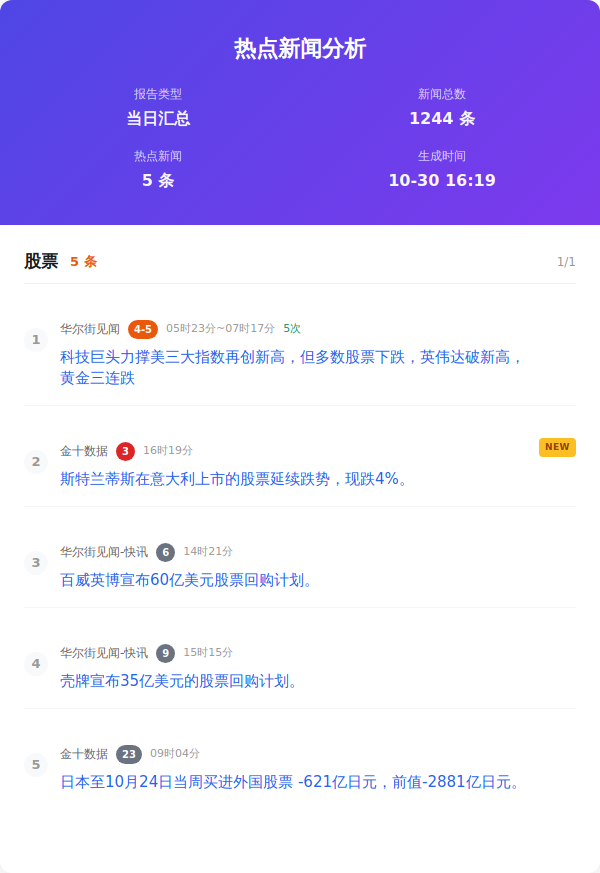 热点新闻分析
报告类型
新闻总数
当日汇总
1244 条
热点新闻
生成时间
5 条
10-30 16:19
股票 5 条 1/1
1 华尔街见闻 4-5 05时23分~07时17分 5次
科技巨头力撑美三大指数再创新高，但多数股票下跌，英伟达破新高，
黄金三连跌
2 金十数据 3 16时19分 NEW
斯特兰蒂斯在意大利上市的股票延续跌势，现跌4%。
3 华尔街见闻-快讯 6 14时21分
百威英博宣布60亿美元股票回购计划。
4 华尔街见闻-快讯 9 15时15分
壳牌宣布35亿美元的股票回购计划。
5 金十数据 23 09时04分
日本至10月24日当周买进外国股票 -621亿日元，前值-2881亿日元。